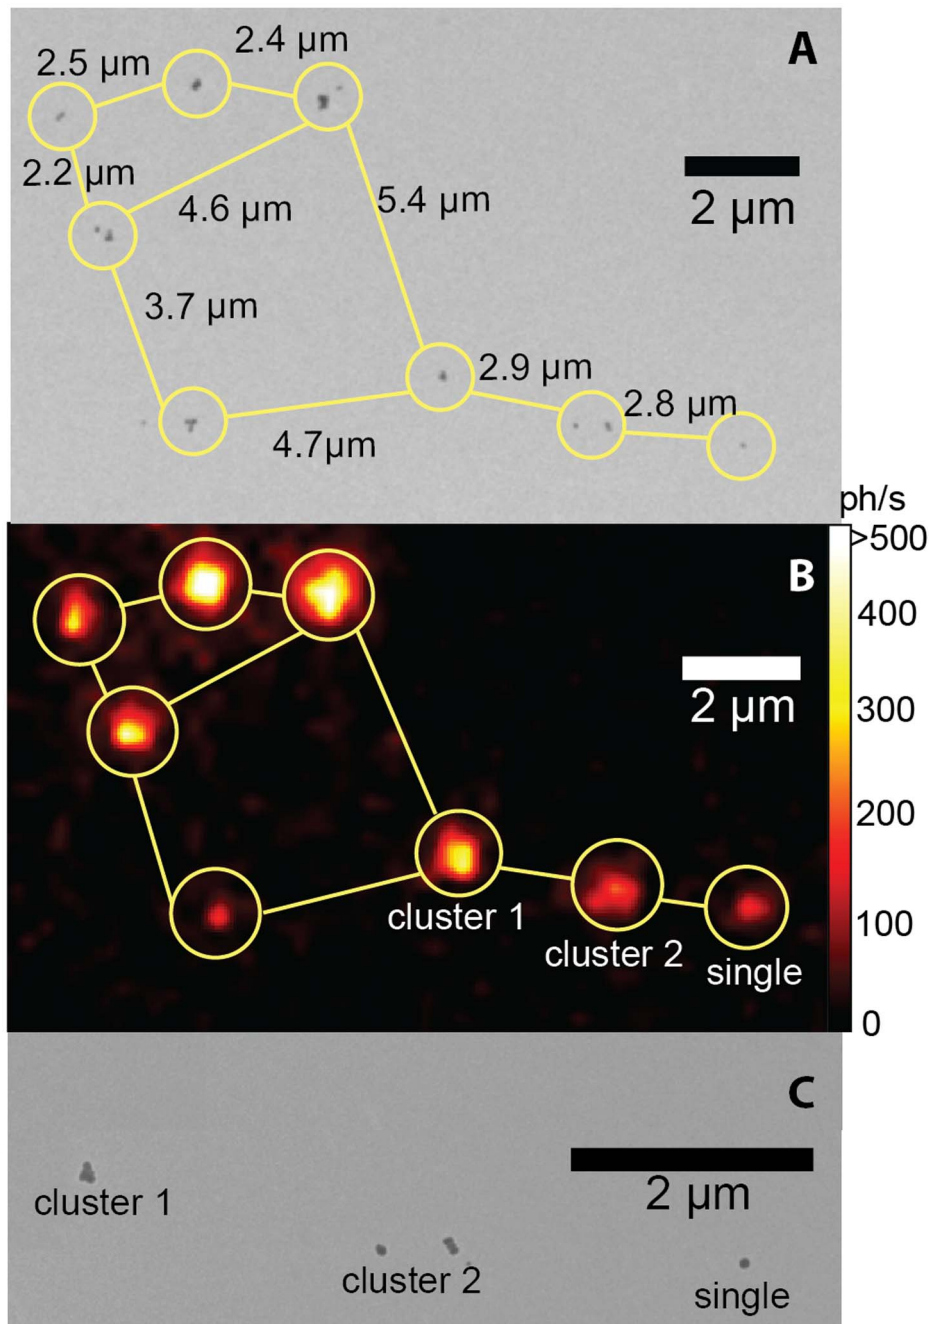 2.4 μm
A
2.5 μm
2.2 μm
4.6 μm
5.4 μm
2 μm
3.7 μm
2.9 μm
2.8 μm
4.7μm
ph/s
>500
B
400
2 μm
300
200
cluster 1
100
cluster 2
single
0
C
2 μm
cluster 1
cluster 2
single